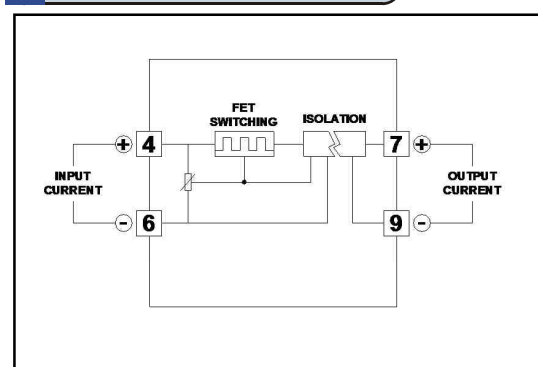 FET
SWITCHING
ISOLATION
+ 4
7 +
INPUT
CURRENT
OUTPUT
CURRENT
- 6
9 -